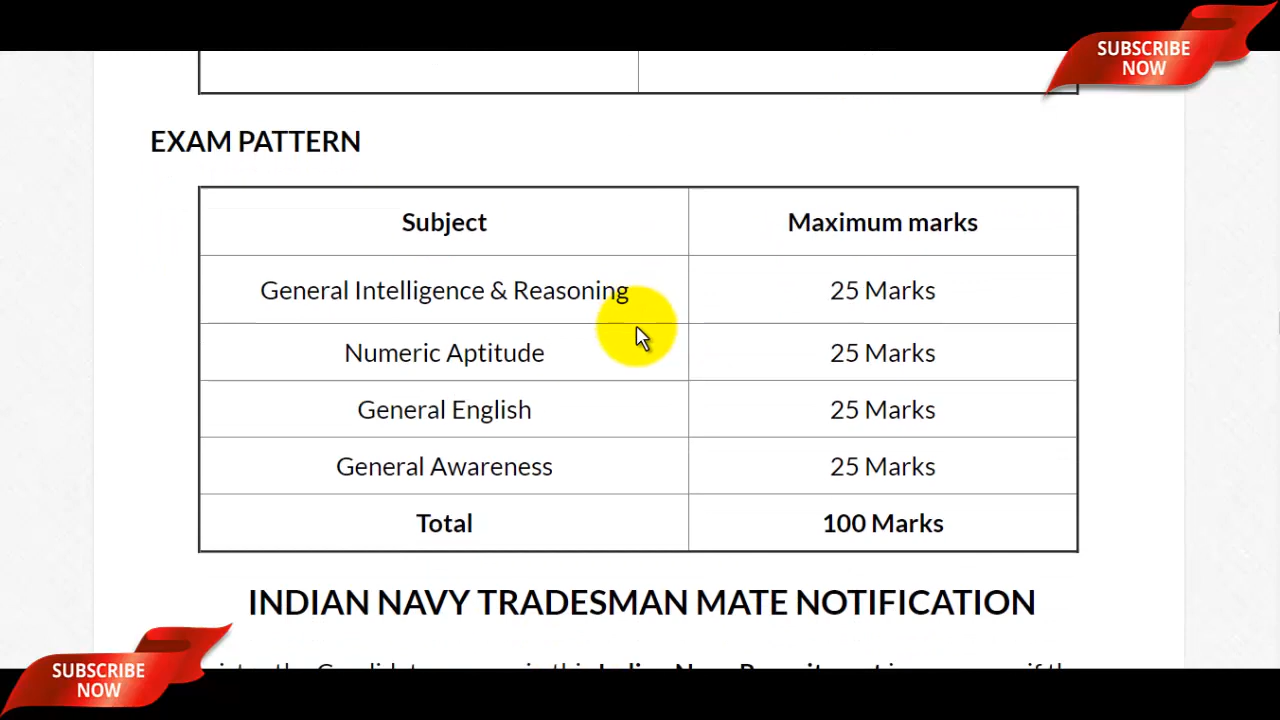 SUBSCRIBE
NOW
EXAM PATTERN
Subject Maximum marks
General Intelligence & Reasoning 25 Marks
Numeric Aptitude 25 Marks
General English 25 Marks
General Awareness 25 Marks
Total 100 Marks
INDIAN NAVY TRADESMAN MATE NOTIFICATION
SUBSCRIBE
NOW